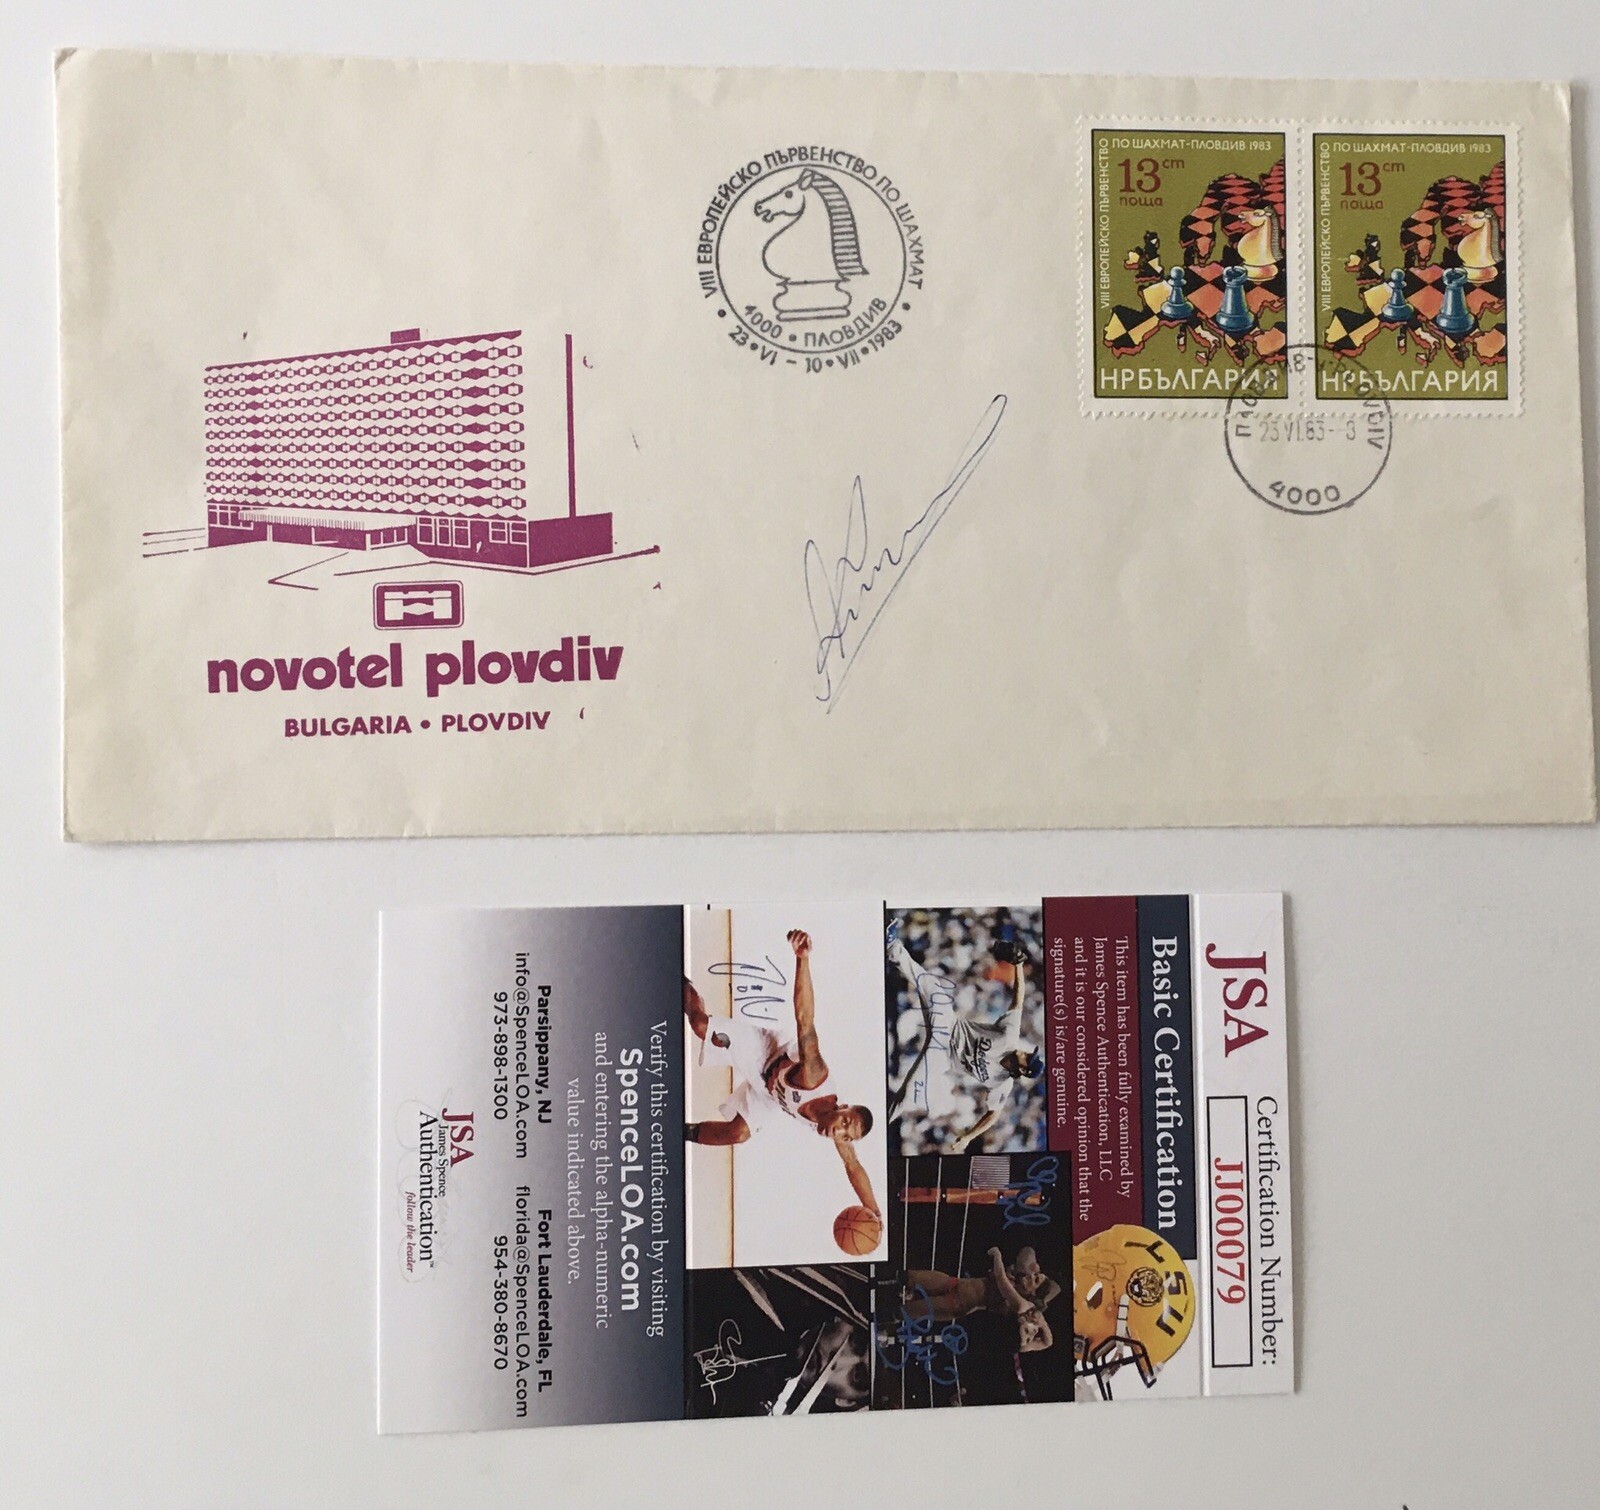 VIII ЕВРОПЕЙСКО ПЪРВЕНСТВО ПО ШАХМАТ
4000 • ПЛОВДИВ
• 23 • VI – 10 • VII • 1983 •
VIII ЕВРОПЕЙСКО ПЪРВЕНСТВО ПО ШАХМАТ-ПЛОВДИВ 1983
13 ст
поща
НРБЪЛГАРИЯ
VIII ЕВРОПЕЙСКО ПЪРВЕНСТВО ПО ШАХМАТ-ПЛОВДИВ 1983
13 ст
поща
НРБЪЛГАРИЯ
PLOVDIV
23.VI.83
4000
novotel plovdiv
BULGARIA • PLOVDIV
JSA
Certification Number:
JJ00079
Basic Certification
This item has been fully examined by
James Spence Authentication, LLC
and it is our considered opinion that the
signature(s) is/are genuine.
Dodgers
LSU
Verify this certification by visiting
SpenceLOA.com
and entering the alpha-numeric
value indicated above.
Parsippany, NJ
info@SpenceLOA.com
973-898-1300
Fort Lauderdale, FL
florida@SpenceLOA.com
954-380-8670
JSA
James Spence
Authentication™
follow the leader